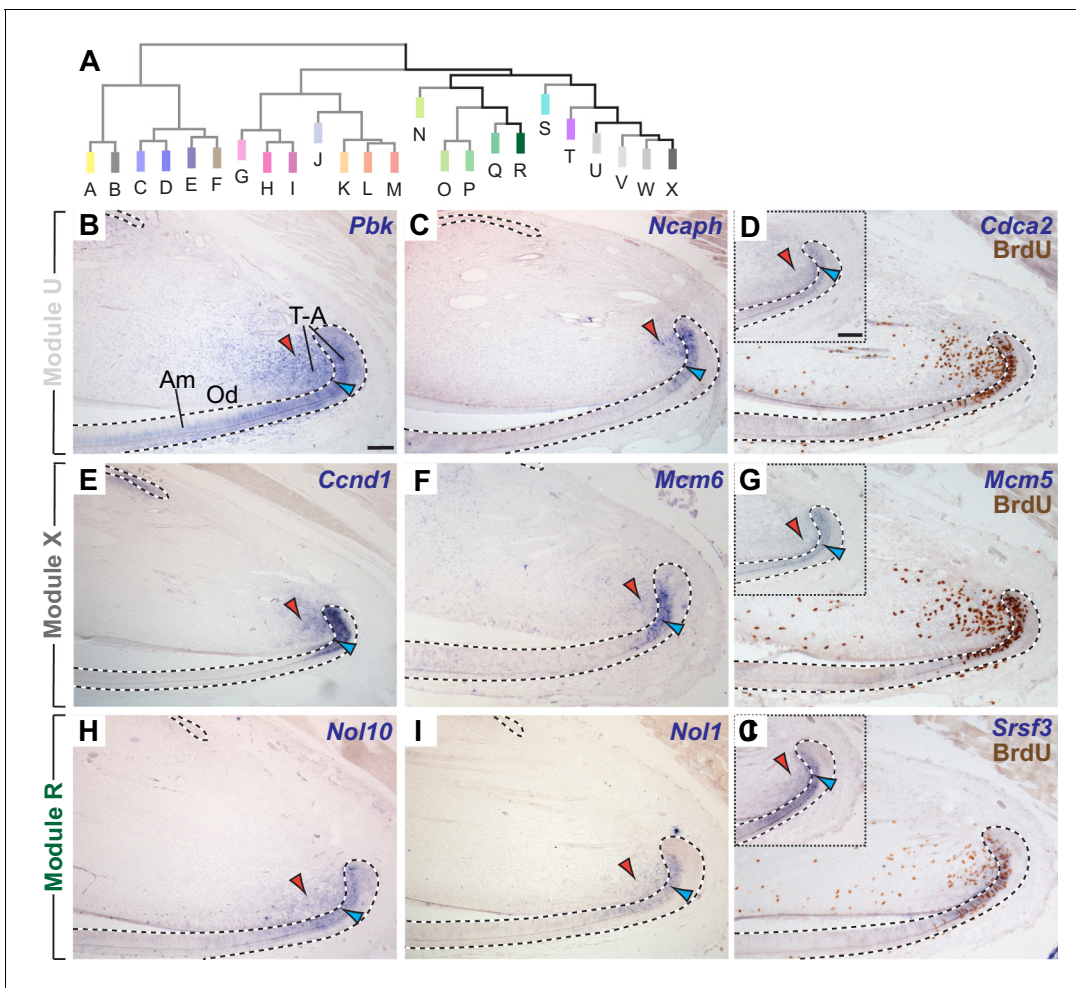 A
A B C D E F G H I J K L M N O P Q R S T U V W X
Module U
B
Pbk
T-A
Am
Od
C
Ncaph
D
Cdca2
BrdU
Module X
E
Ccnd1
F
Mcm6
G
Mcm5
BrdU
Module R
H
Nol10
I
Nol1
Srsf3
BrdU